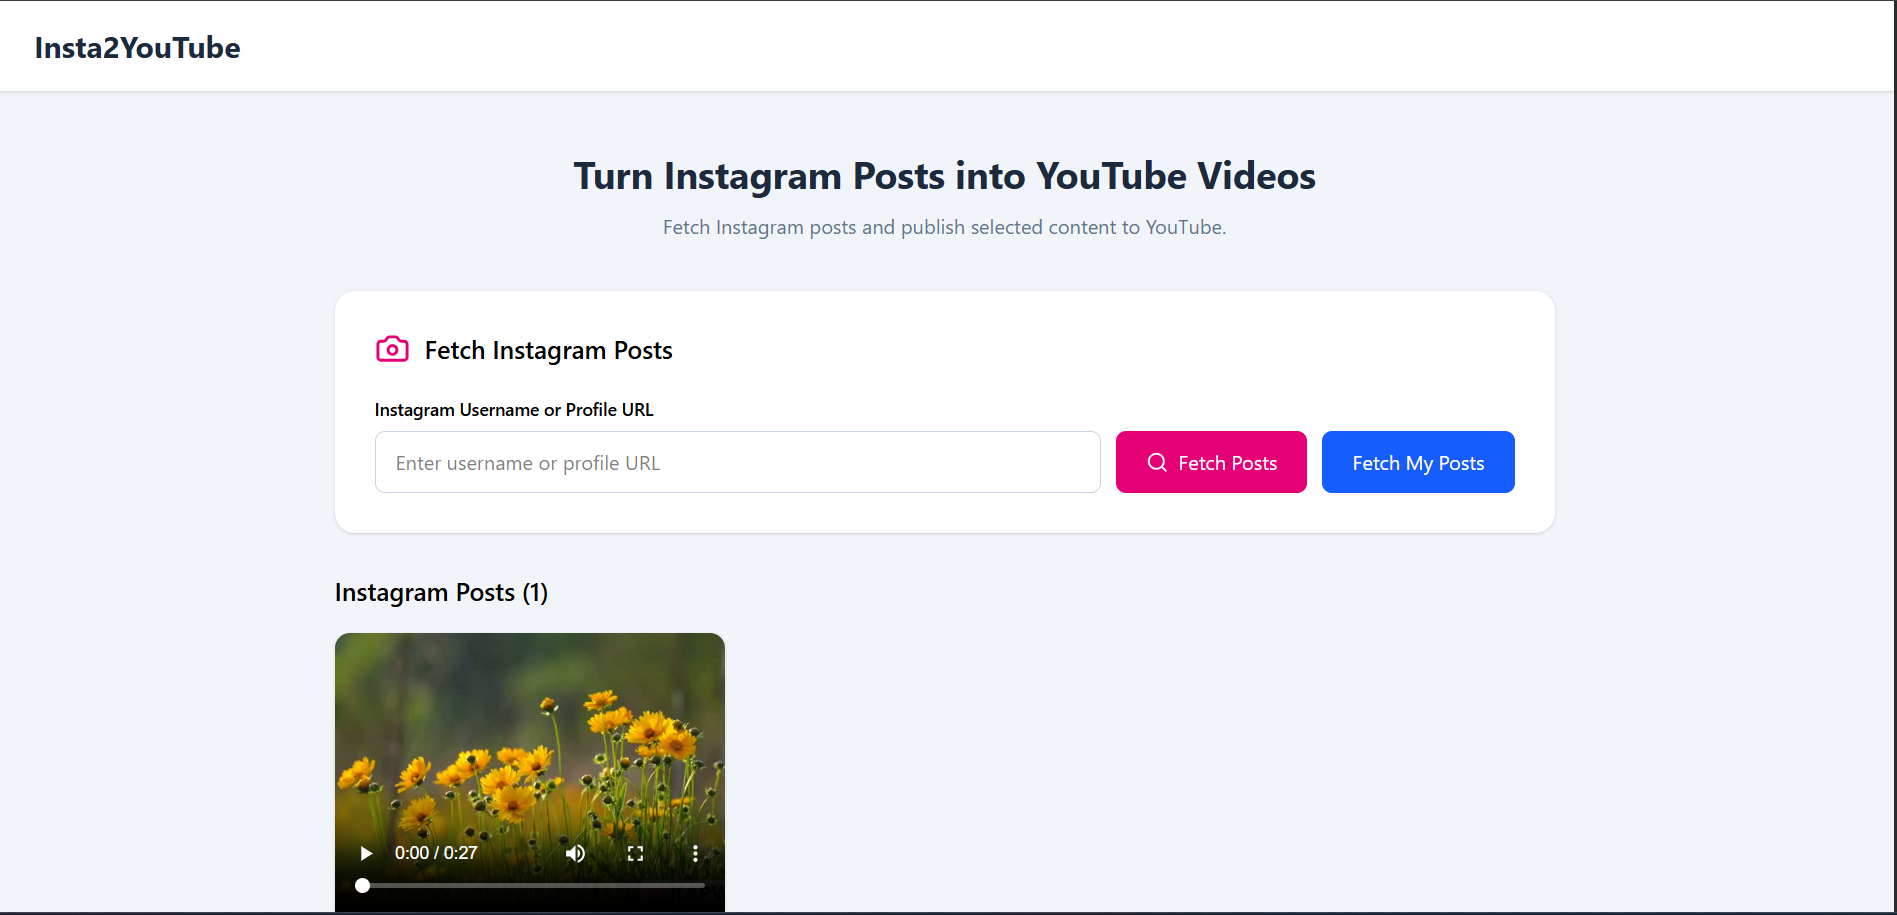 Insta2YouTube
Turn Instagram Posts into YouTube Videos
Fetch Instagram posts and publish selected content to YouTube.
Fetch Instagram Posts
Instagram Username or Profile URL
Enter username or profile URL
Fetch Posts
Fetch My Posts
Instagram Posts (1)
0:00 / 0:27